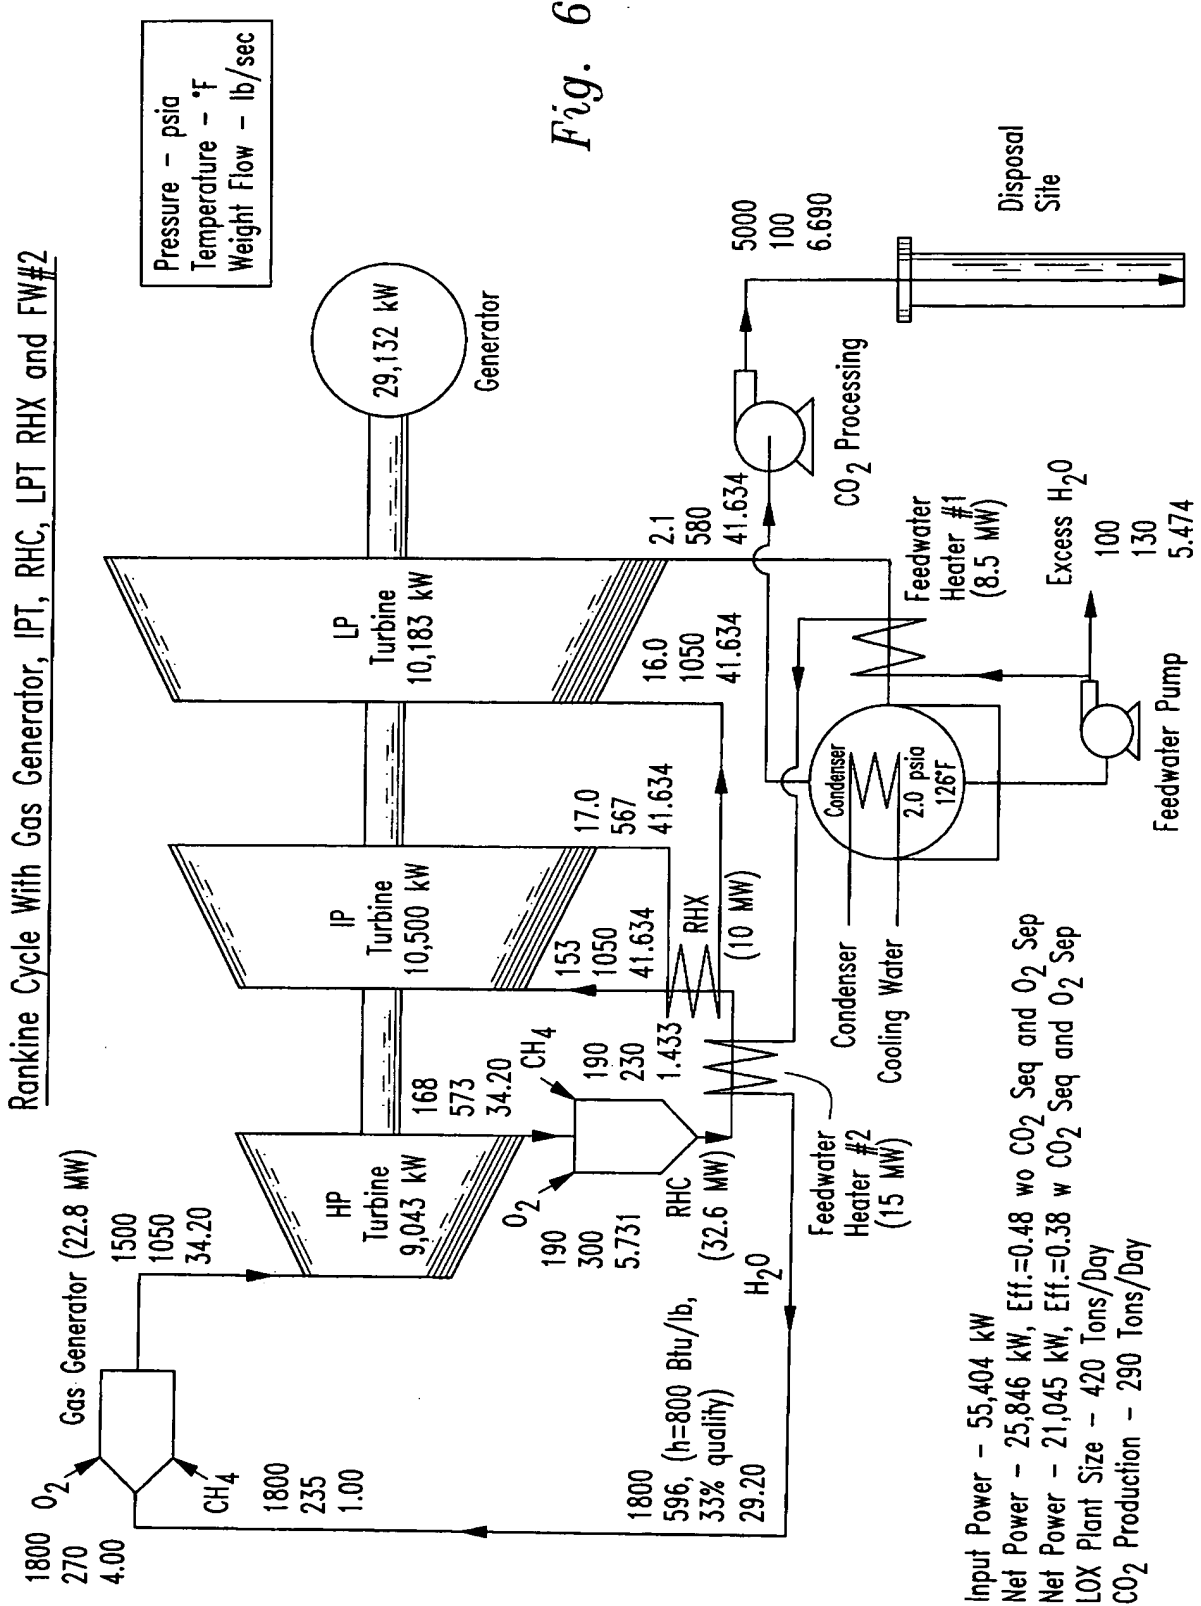 Rankine Cycle With Gas Generator, IPT, RHC, LPT RHX and FW#2
Pressure - psia
Temperature - °F
Weight Flow - lb/sec
1800
270
4.00
O2
CH4
1800
235
1.00
Gas Generator (22.8 MW)
1500
1050
34.20
HP
Turbine
9,043 kW
168
573
34.20
O2
190
300
5.731
CH4
190
230
1.433
RHC
(32.6 MW)
IP
Turbine
10,500 kW
153
1050
41.634
17.0
567
41.634
RHX
(10 MW)
LP
Turbine
10,183 kW
16.0
1050
41.634
2.1
580
41.634
29,132 kW
Generator
Fig. 6
CO2 Processing
5000
100
6.690
Disposal
Site
Feedwater
Heater #1
(8.5 MW)
Excess H2O
100
130
5.474
Feedwater Pump
Condenser
2.0 psia
126°F
Condenser
Cooling Water
Feedwater
Heater #2
(15 MW)
H2O
1800
596, (h=800 Btu/lb,
33% quality)
29.20
Input Power - 55,404 kW
Net Power - 25,846 kW, Eff.=0.48 wo CO2 Seq and O2 Sep
Net Power - 21,045 kW, Eff.=0.38 w CO2 Seq and O2 Sep
LOX Plant Size - 420 Tons/Day
CO2 Production - 290 Tons/Day